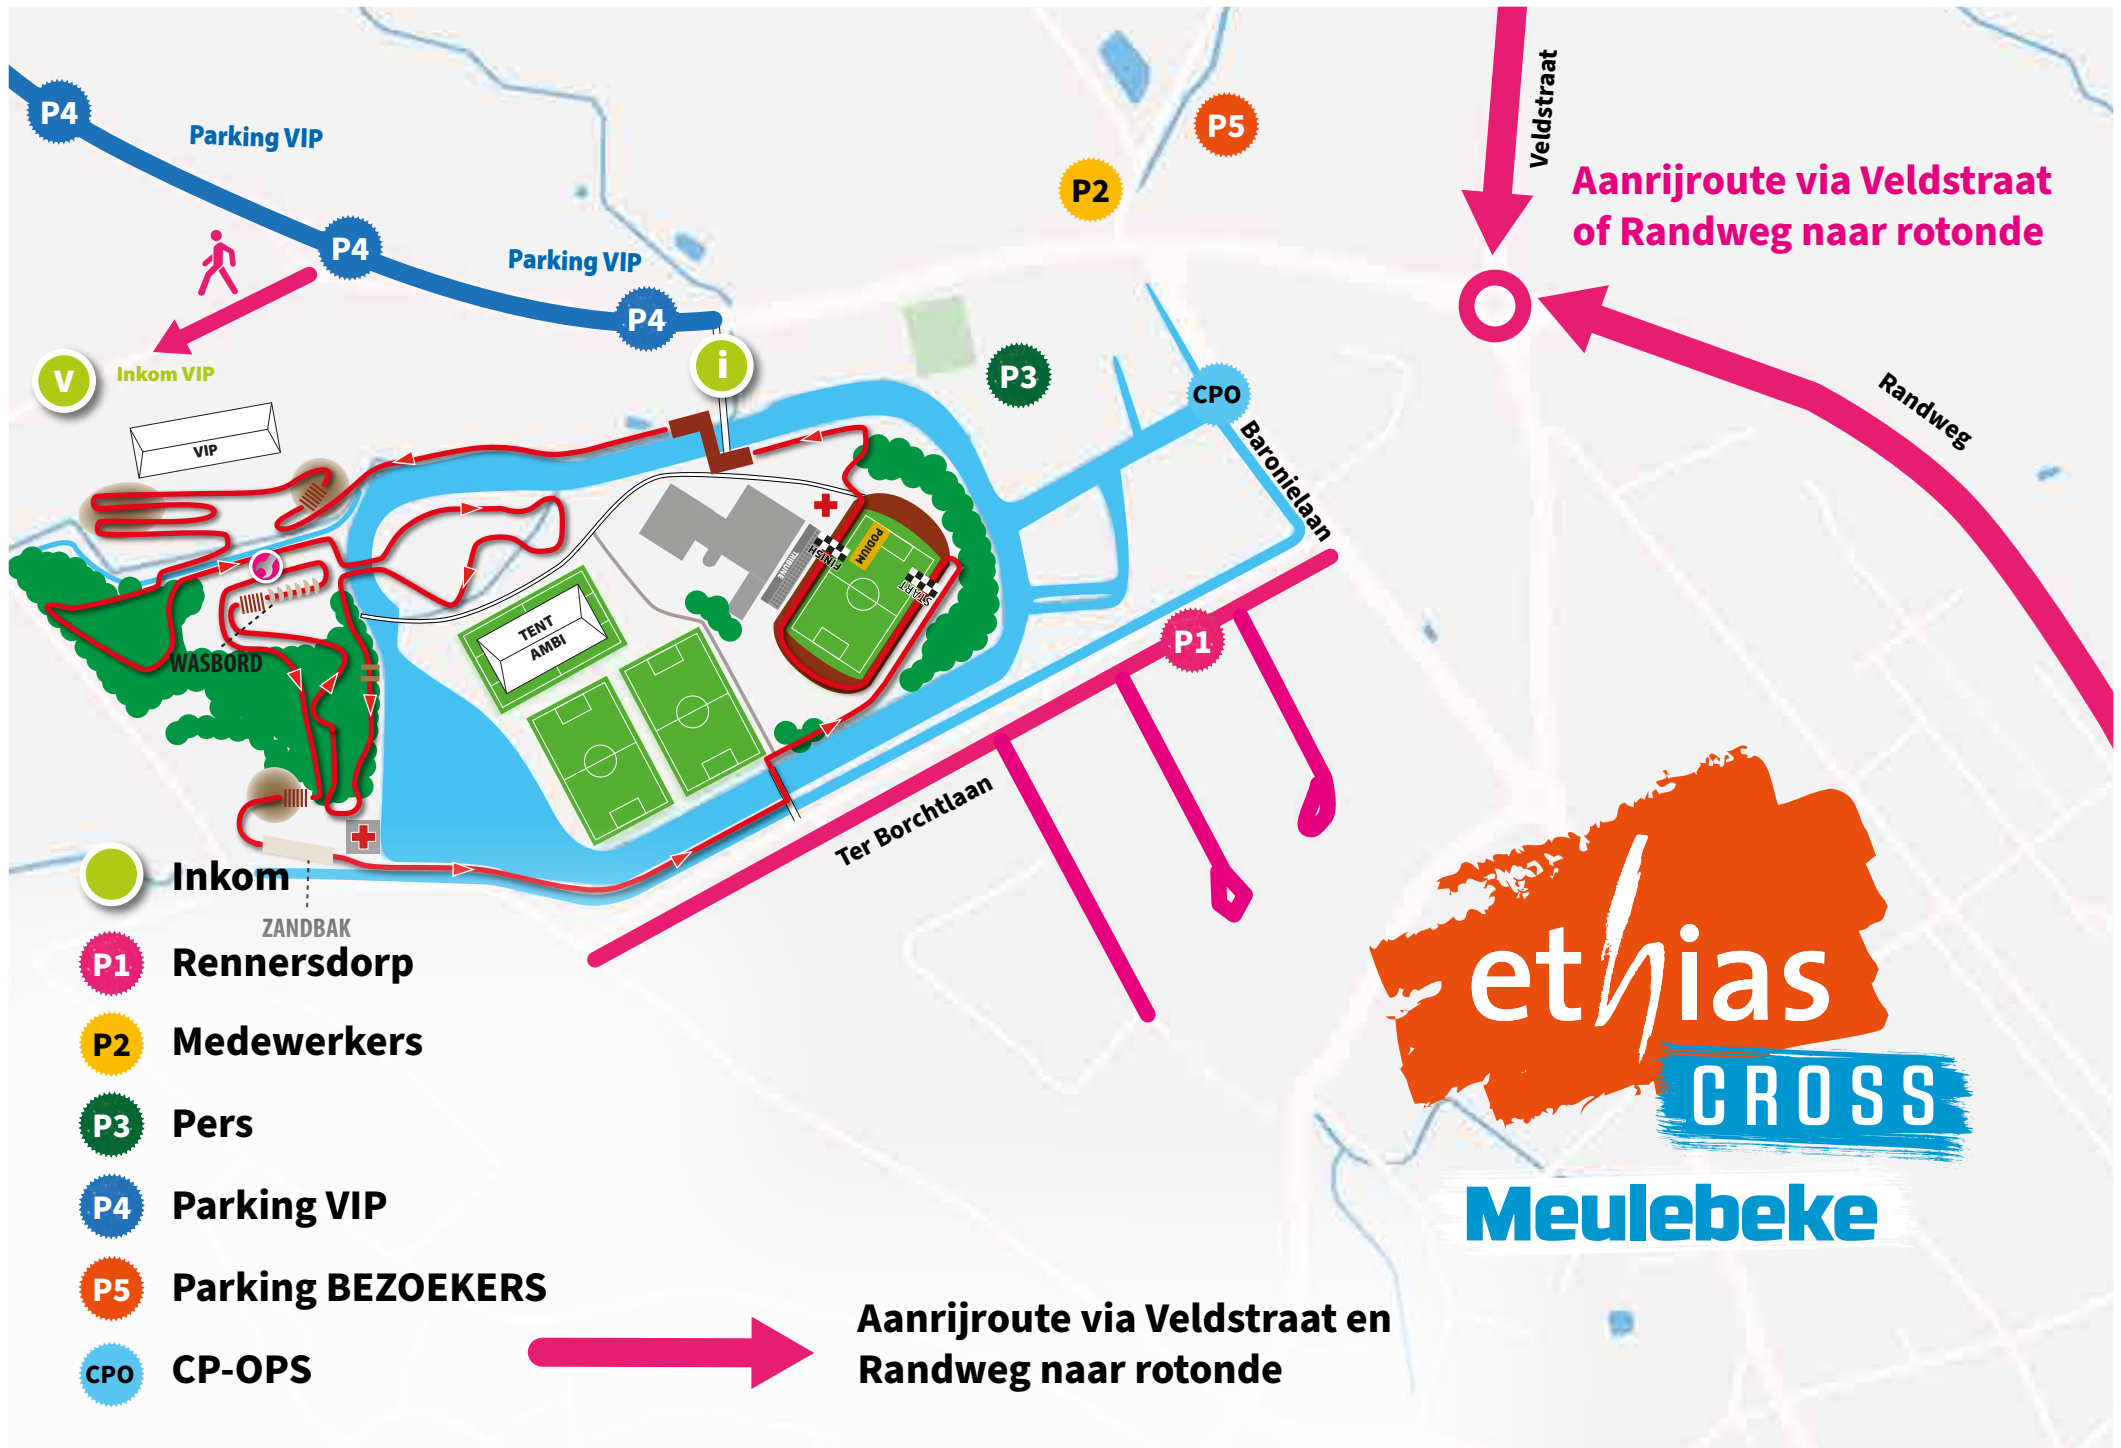 P4
Parking VIP
P4
Parking VIP
P4
P5
P2
Veldstraat
Aanrijroute via Veldstraat
of Randweg naar rotonde
V
Inkom VIP
i
VIP
P3
CPO
Baronielaan
Randweg
PODIUM
FINISH
TRIBUNE
START
TENT
AMBI
WASBORD
P1
Ter Borchtlaan
Inkom
ZANDBAK
P1 Rennersdorp
P2 Medewerkers
P3 Pers
P4 Parking VIP
P5 Parking BEZOEKERS
CPO CP-OPS
Aanrijroute via Veldstraat en
Randweg naar rotonde
ethias
CROSS
Meulebeke